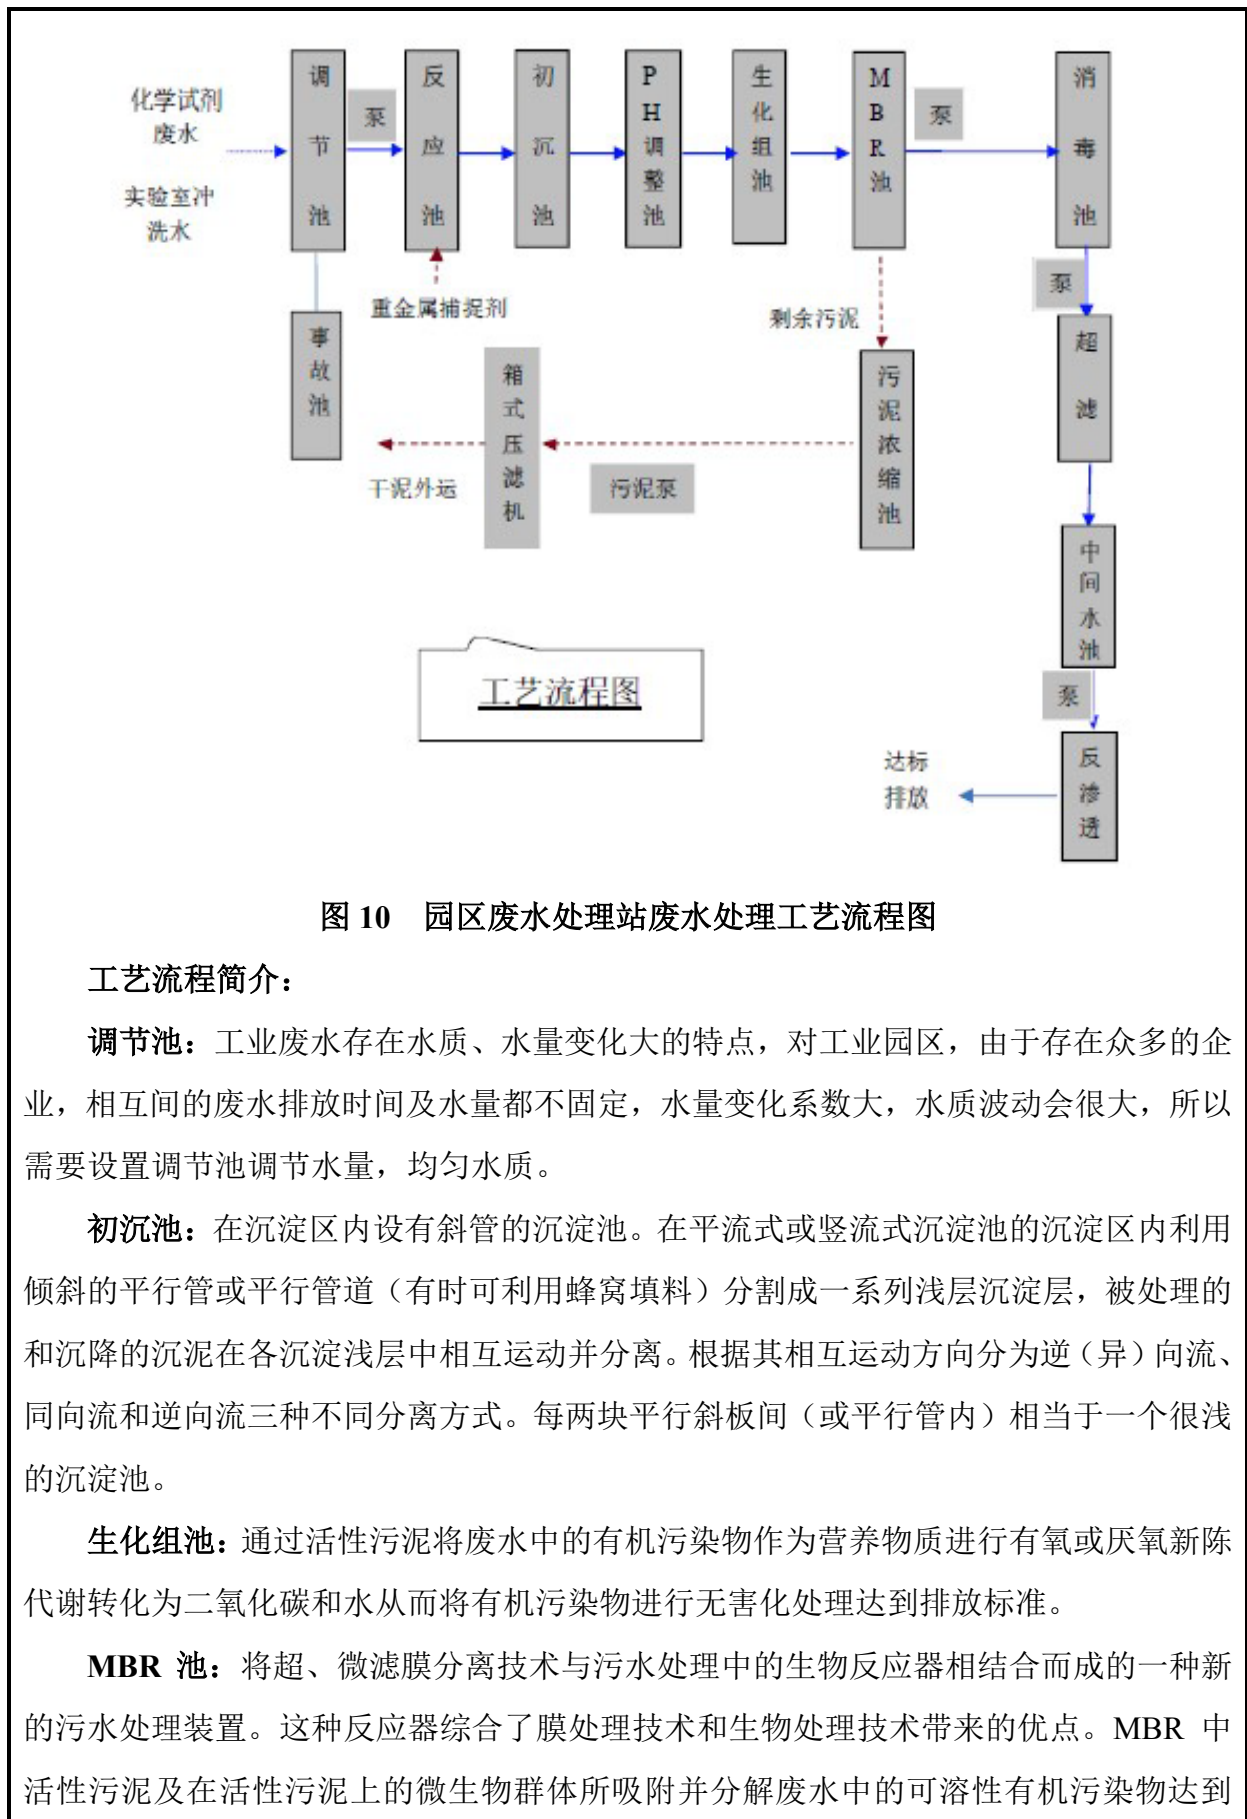 化学试剂
废水
实验室冲
洗水
调节池
泵
反应池
初沉池
PH调整池
生化组池
MBR池
泵
消毒池
重金属捕捉剂
剩余污泥
泵
事故池
箱式压滤机
污泥浓缩池
超滤
干泥外运
污泥泵
中间水池
工艺流程图
泵
达标
排放
反渗透
图 10 园区废水处理站废水处理工艺流程图
工艺流程简介：
调节池：工业废水存在水质、水量变化大的特点，对工业园区，由于存在众多的企
业，相互间的废水排放时间及水量都不固定，水量变化系数大，水质波动会很大，所以
需要设置调节池调节水量，均匀水质。
初沉池：在沉淀区内设有斜管的沉淀池。在平流式或竖流式沉淀池的沉淀区内利用
倾斜的平行管或平行管道（有时可利用蜂窝填料）分割成一系列浅层沉淀层，被处理的
和沉降的沉泥在各沉淀浅层中相互运动并分离。根据其相互运动方向分为逆（异）向流、
同向流和逆向流三种不同分离方式。每两块平行斜板间（或平行管内）相当于一个很浅
的沉淀池。
生化组池：通过活性污泥将废水中的有机污染物作为营养物质进行有氧或厌氧新陈
代谢转化为二氧化碳和水从而将有机污染物进行无害化处理达到排放标准。
MBR 池：将超、微滤膜分离技术与污水处理中的生物反应器相结合而成的一种新
的污水处理装置。这种反应器综合了膜处理技术和生物处理技术带来的优点。MBR 中
活性污泥及在活性污泥上的微生物群体所吸附并分解废水中的可溶性有机污染物达到